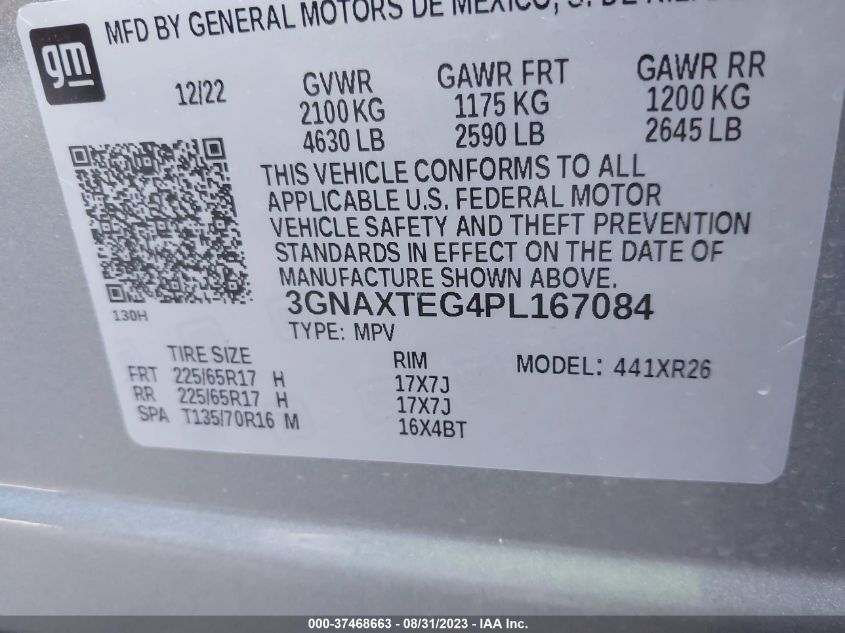 gm
MFD BY GENERAL MOTORS DE MEXICO, S. DE
12/22
GVWR
2100 KG
4630 LB
GAWR FRT
1175 KG
2590 LB
GAWR RR
1200 KG
2645 LB
THIS VEHICLE CONFORMS TO ALL
APPLICABLE U.S. FEDERAL MOTOR
VEHICLE SAFETY AND THEFT PREVENTION
STANDARDS IN EFFECT ON THE DATE OF
MANUFACTURE SHOWN ABOVE.
130H
3GNAXTEG4PL167084
TYPE: MPV
TIRE SIZE RIM MODEL: 441XR26
FRT 225/65R17 H 17X7J
RR 225/65R17 H 17X7J
SPA T135/70R16 M 16X4BT
000-37468663 - 08/31/2023 - IAA Inc.